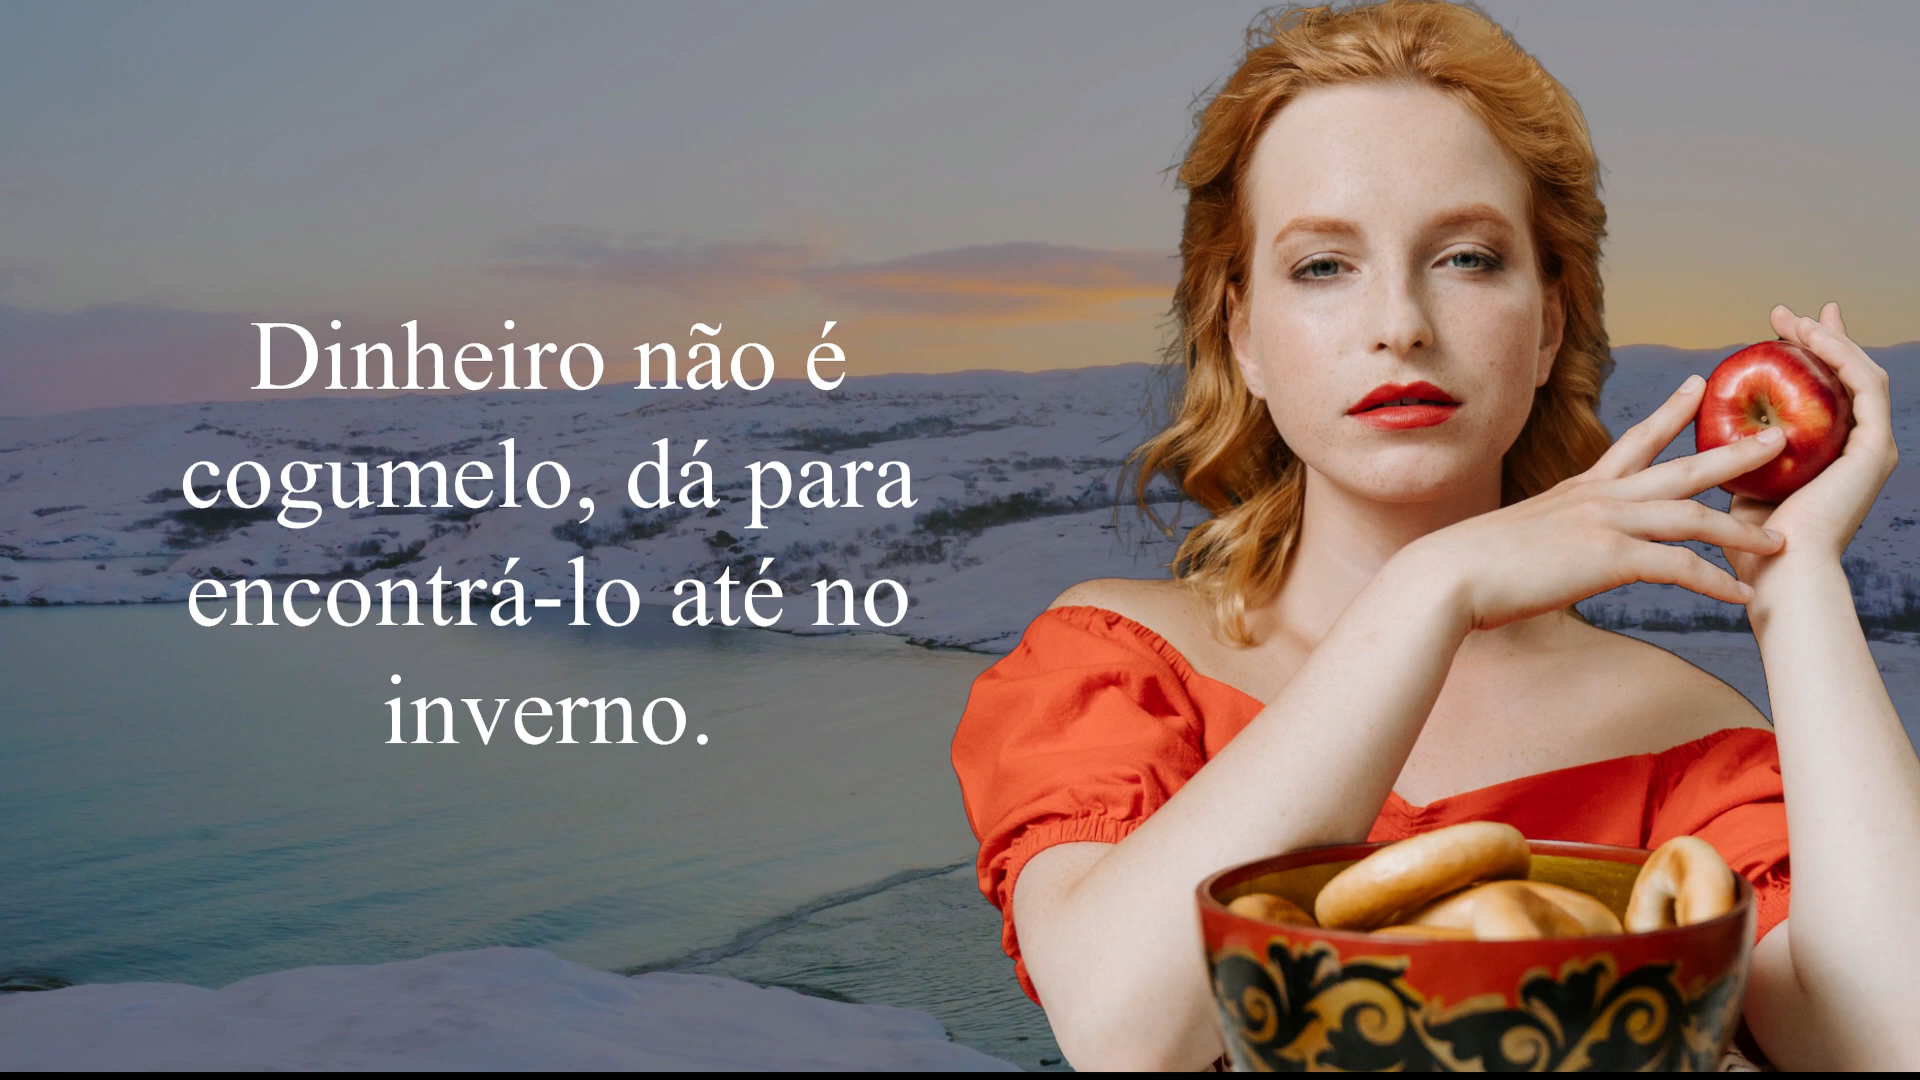 Dinheiro não é
cogumelo, dá para
encontrá-lo até no
inverno.